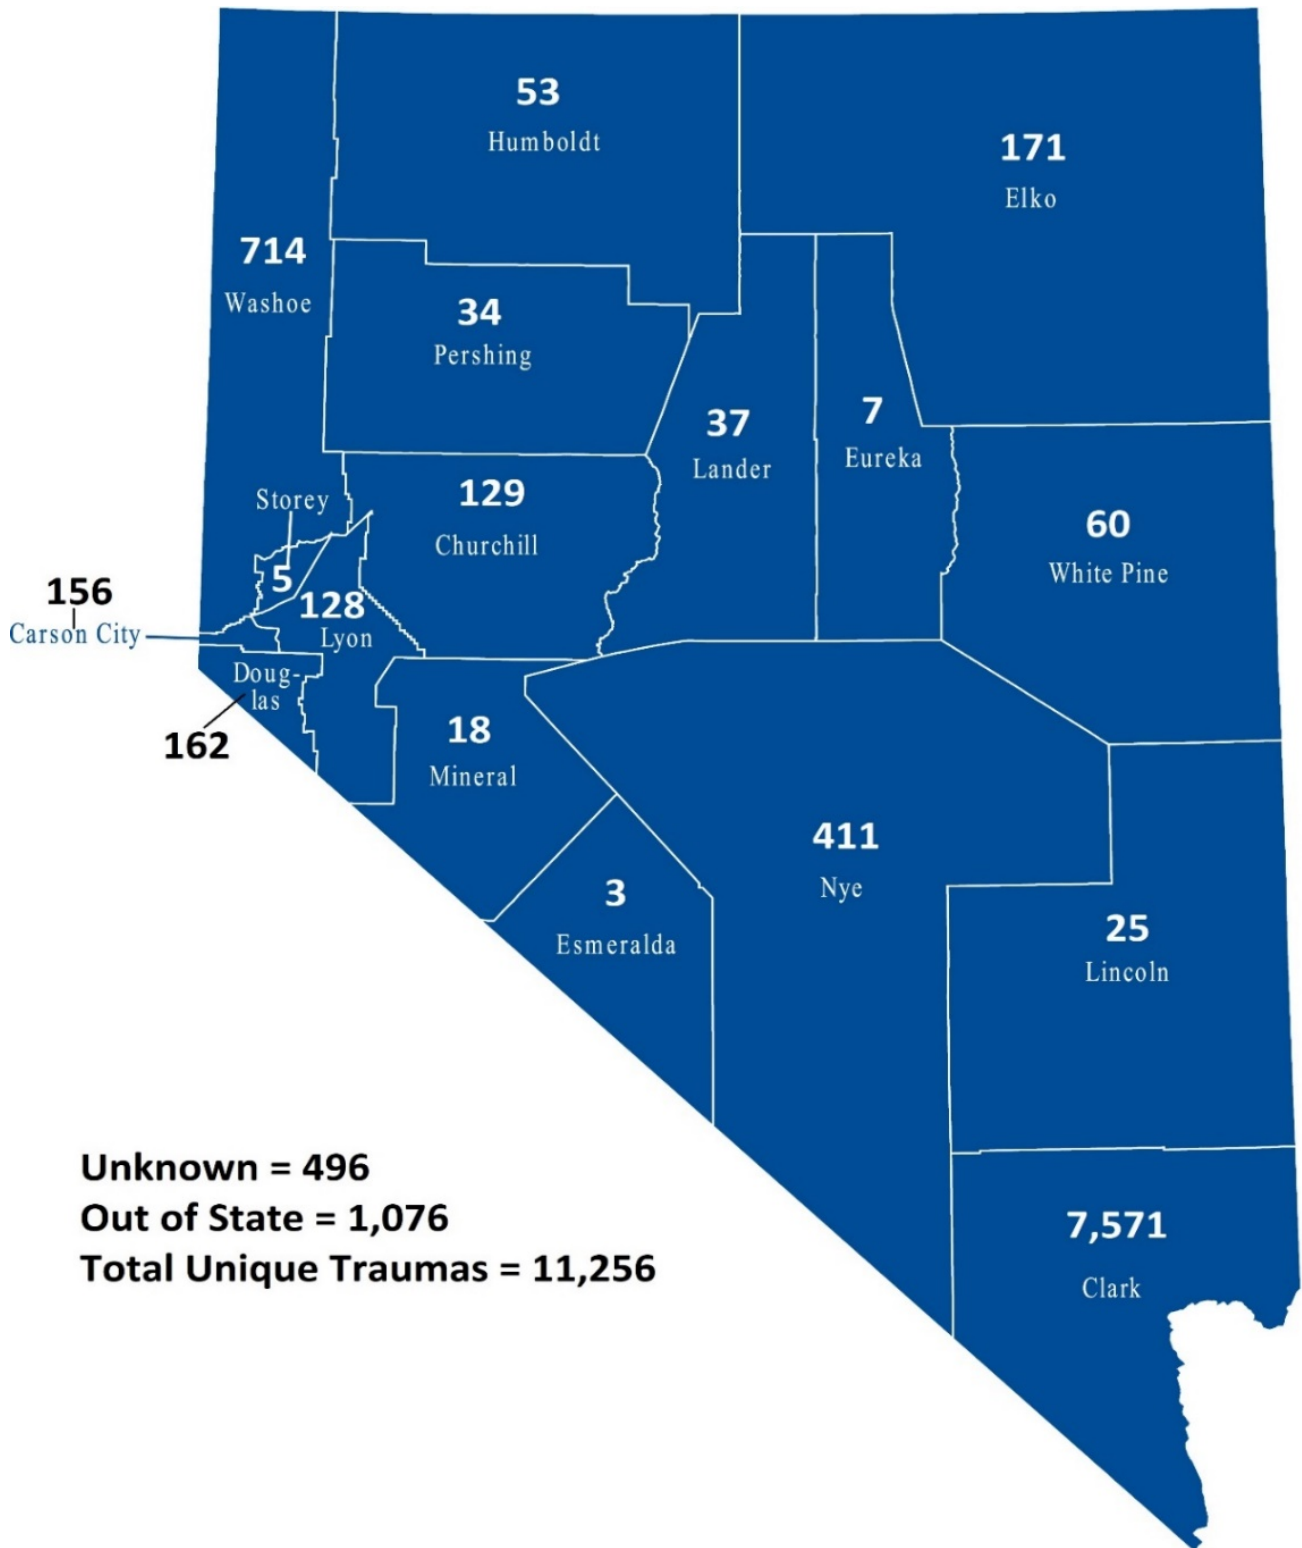 53
Humboldt
171
Elko
714
Washoe
34
Pershing
37
Lander
7
Eureka
129
Churchill
Storey
5
60
White Pine
156
Carson City
128
Lyon
Doug-
las
162
18
Mineral
411
Nye
3
Esmeralda
25
Lincoln
Unknown = 496
Out of State = 1,076
Total Unique Traumas = 11,256
7,571
Clark